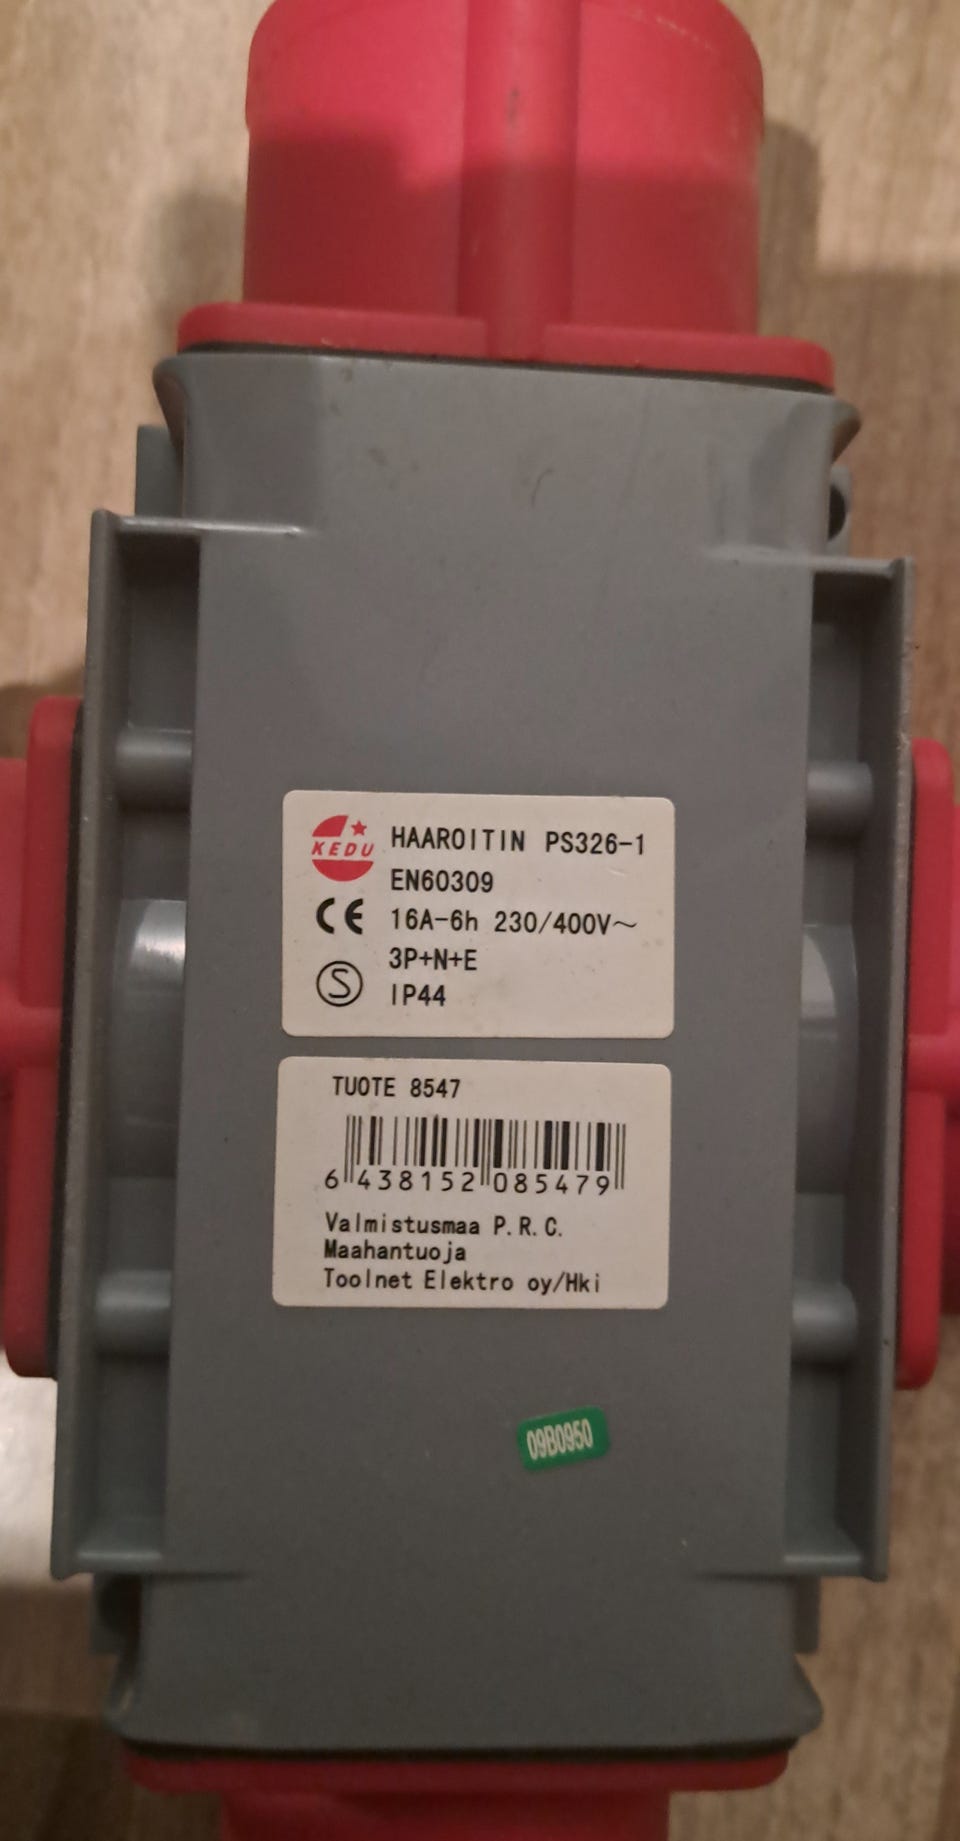 KEDU
HAAROITIN PS326-1
EN60309
CE
16A-6h 230/400V~
3P+N+E
S
IP44
TUOTE 8547
6 438152 085479
Valmistusmaa P.R.C.
Maahantuoja
Toolnet Elektro oy/Hki
09B0950